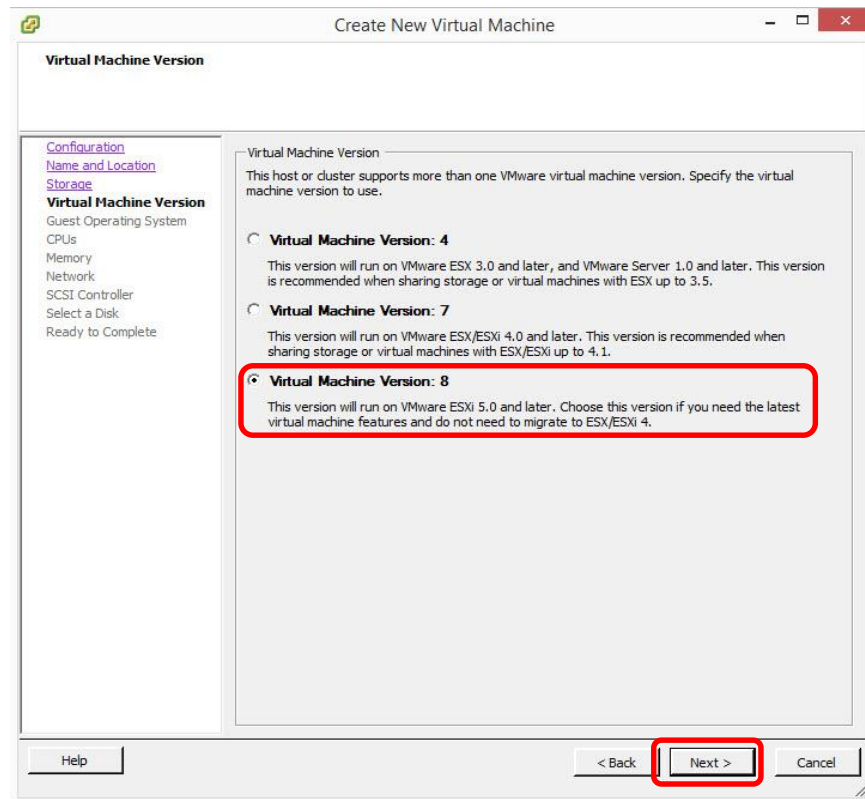 Create New Virtual Machine
Virtual Machine Version
Configuration
Name and Location
Storage
Virtual Machine Version
Guest Operating System
CPUs
Memory
Network
SCSI Controller
Select a Disk
Ready to Complete
Virtual Machine Version
This host or cluster supports more than one VMware virtual machine version. Specify the virtual
machine version to use.
Virtual Machine Version: 4
This version will run on VMware ESX 3.0 and later, and VMware Server 1.0 and later. This version
is recommended when sharing storage or virtual machines with ESX up to 3.5.
Virtual Machine Version: 7
This version will run on VMware ESX/ESXi 4.0 and later. This version is recommended when
sharing storage or virtual machines with ESX/ESXi up to 4.1.
Virtual Machine Version: 8
This version will run on VMware ESXi 5.0 and later. Choose this version if you need the latest
virtual machine features and do not need to migrate to ESX/ESXi 4.
Help
< Back
Next >
Cancel